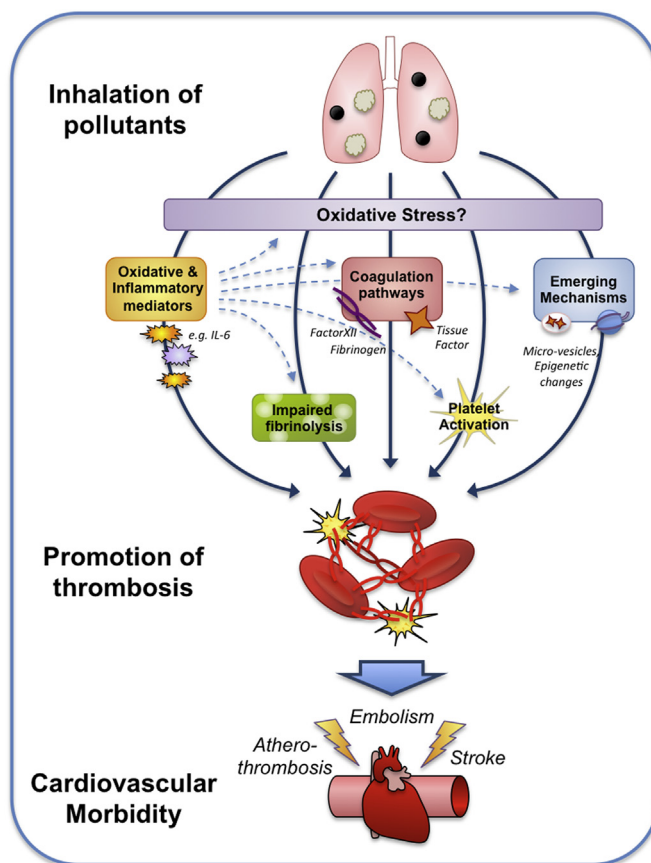 Inhalation of
pollutants
Oxidative Stress?
Oxidative &
Inflammatory
mediators
e.g. IL-6
Coagulation
pathways
FactorXII
Fibrinogen
Tissue
Factor
Emerging
Mechanisms
Micro-vesicles,
Epigenetic
changes
Impaired
fibrinolysis
Platelet
Activation
Promotion of
thrombosis
Embolism
Athero-
thrombosis
Stroke
Cardiovascular
Morbidity